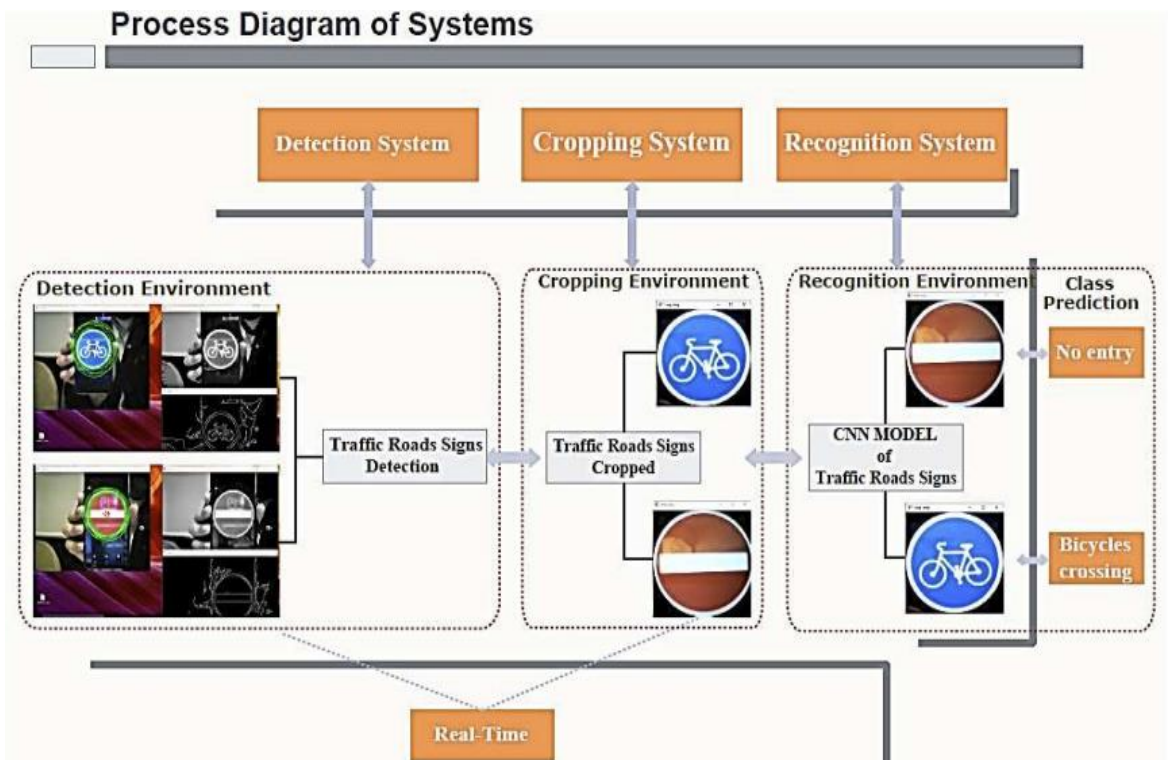 Process Diagram of Systems
Detection System
Cropping System
Recognition System
Detection Environment
Cropping Environment
Recognition Environment
Class
Prediction
Traffic Roads Signs
Detection
Traffic Roads Signs
Cropped
CNN MODEL
of
Traffic Roads Signs
No entry
Bicycles
crossing
Real-Time